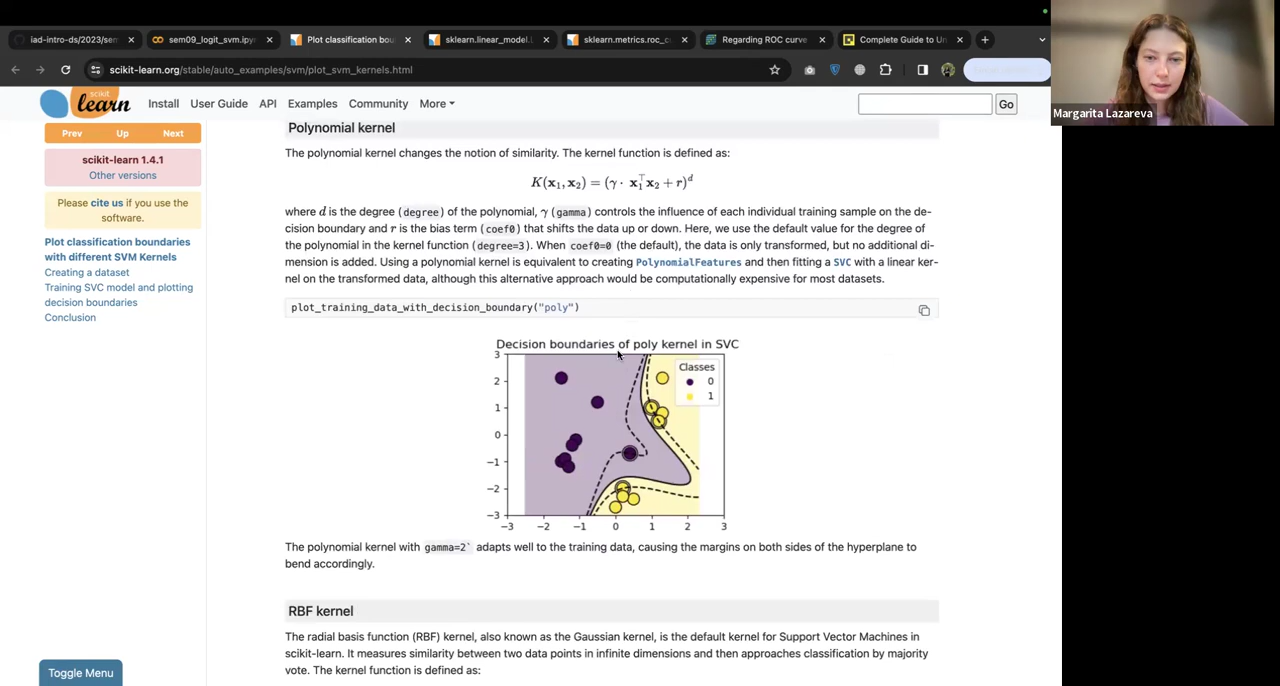 iad-intro-ds/2023/sem
sem09_logit_svm.ipy
Plot classification bou
sklearn.linear_model.
sklearn.metrics.roc_c
Regarding ROC curve
Complete Guide to Un
scikit-learn.org/stable/auto_examples/svm/plot_svm_kernels.html
Margarita Lazareva
scikit
learn
Install
User Guide
API
Examples
Community
More
Go
Prev
Up
Next
scikit-learn 1.4.1
Other versions
Please cite us if you use the
software.
Plot classification boundaries
with different SVM Kernels
Creating a dataset
Training SVC model and plotting
decision boundaries
Conclusion
Toggle Menu
Polynomial kernel
The polynomial kernel changes the notion of similarity. The kernel function is defined as:
K(x₁, x₂) = (γ · x₁⊤x₂ + r)ᵈ
where d is the degree (degree) of the polynomial, γ (gamma) controls the influence of each individual training sample on the de-
cision boundary and r is the bias term (coef0) that shifts the data up or down. Here, we use the default value for the degree of
the polynomial in the kernel function (degree=3). When coef0=0 (the default), the data is only transformed, but no additional di-
mension is added. Using a polynomial kernel is equivalent to creating PolynomialFeatures and then fitting a SVC with a linear ker-
nel on the transformed data, although this alternative approach would be computationally expensive for most datasets.
plot_training_data_with_decision_boundary("poly")
Decision boundaries of poly kernel in SVC
Classes
0
1
3
2
1
0
−1
−2
−3
−3 −2 −1 0 1 2 3
The polynomial kernel with gamma=2` adapts well to the training data, causing the margins on both sides of the hyperplane to
bend accordingly.
RBF kernel
The radial basis function (RBF) kernel, also known as the Gaussian kernel, is the default kernel for Support Vector Machines in
scikit-learn. It measures similarity between two data points in infinite dimensions and then approaches classification by majority
vote. The kernel function is defined as: